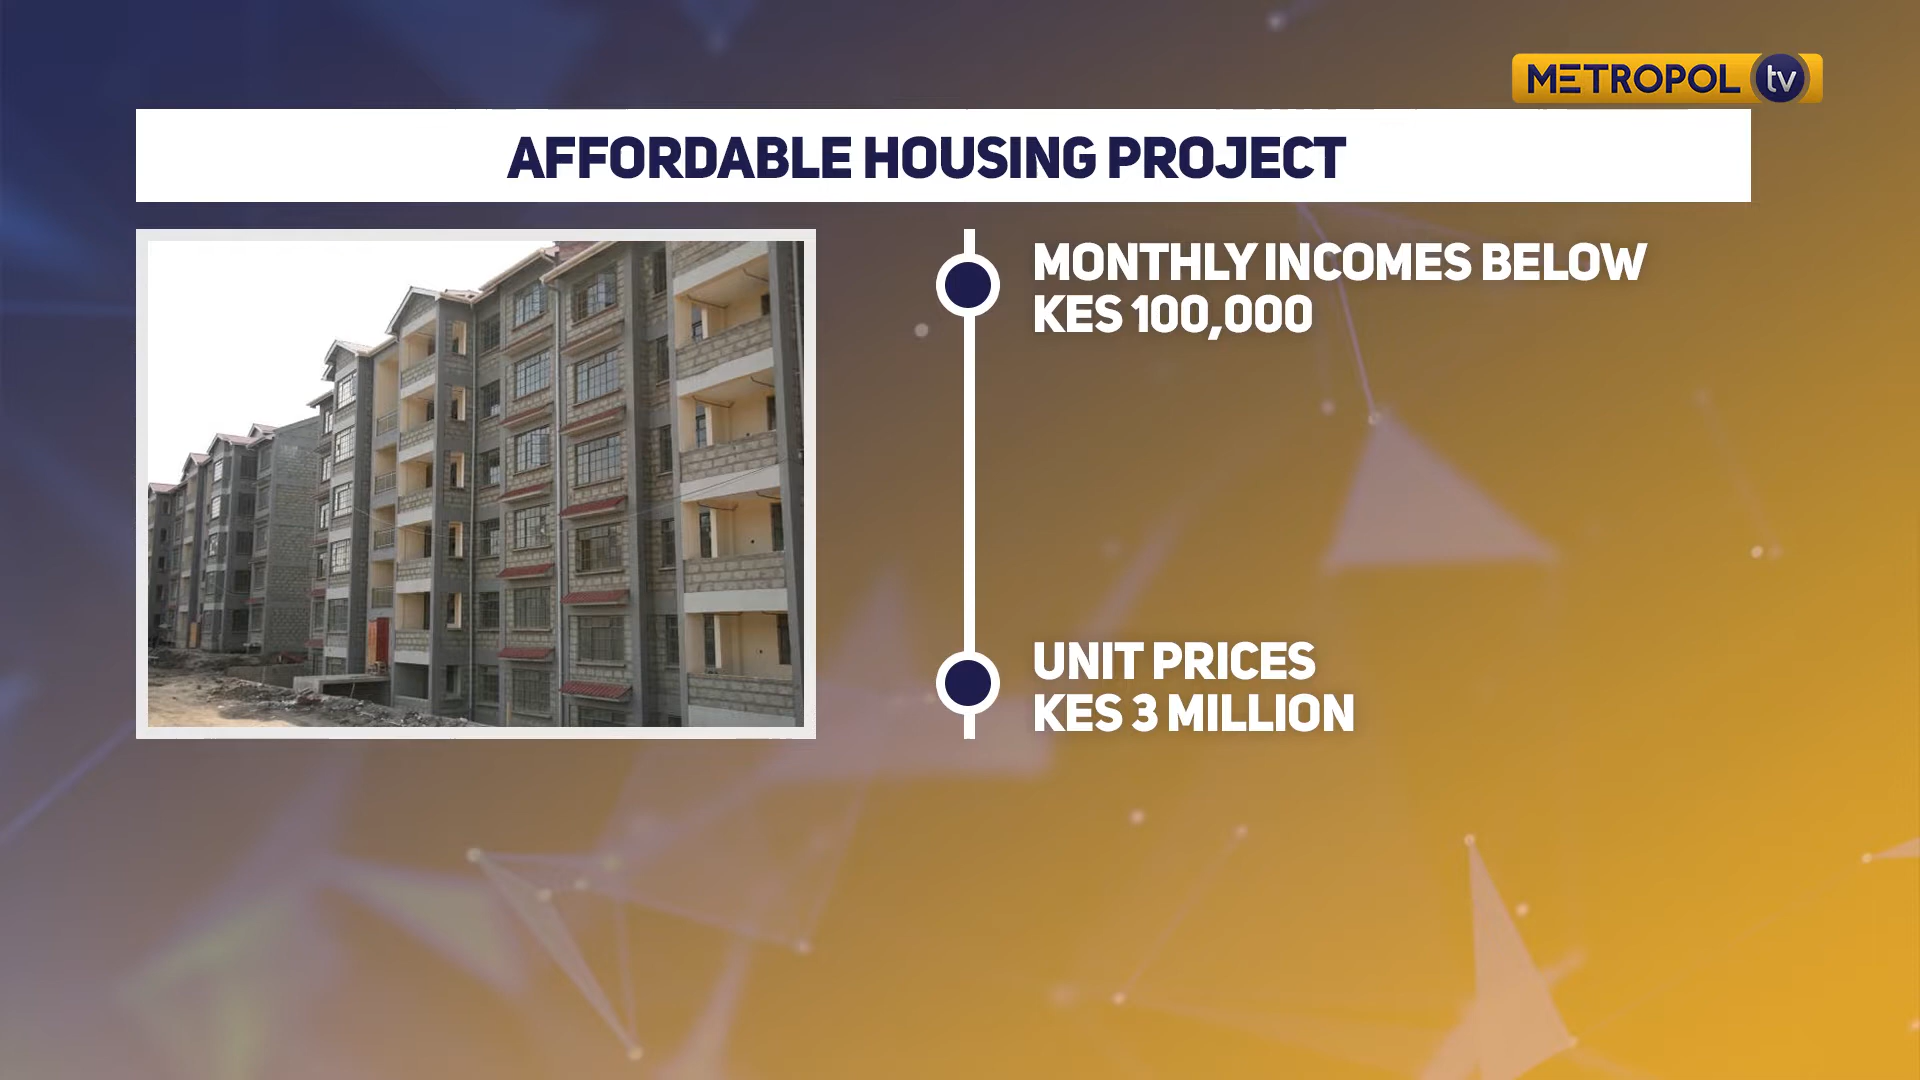 METROPOL tv
AFFORDABLE HOUSING PROJECT
MONTHLY INCOMES BELOW
KES 100,000
UNIT PRICES
KES 3 MILLION